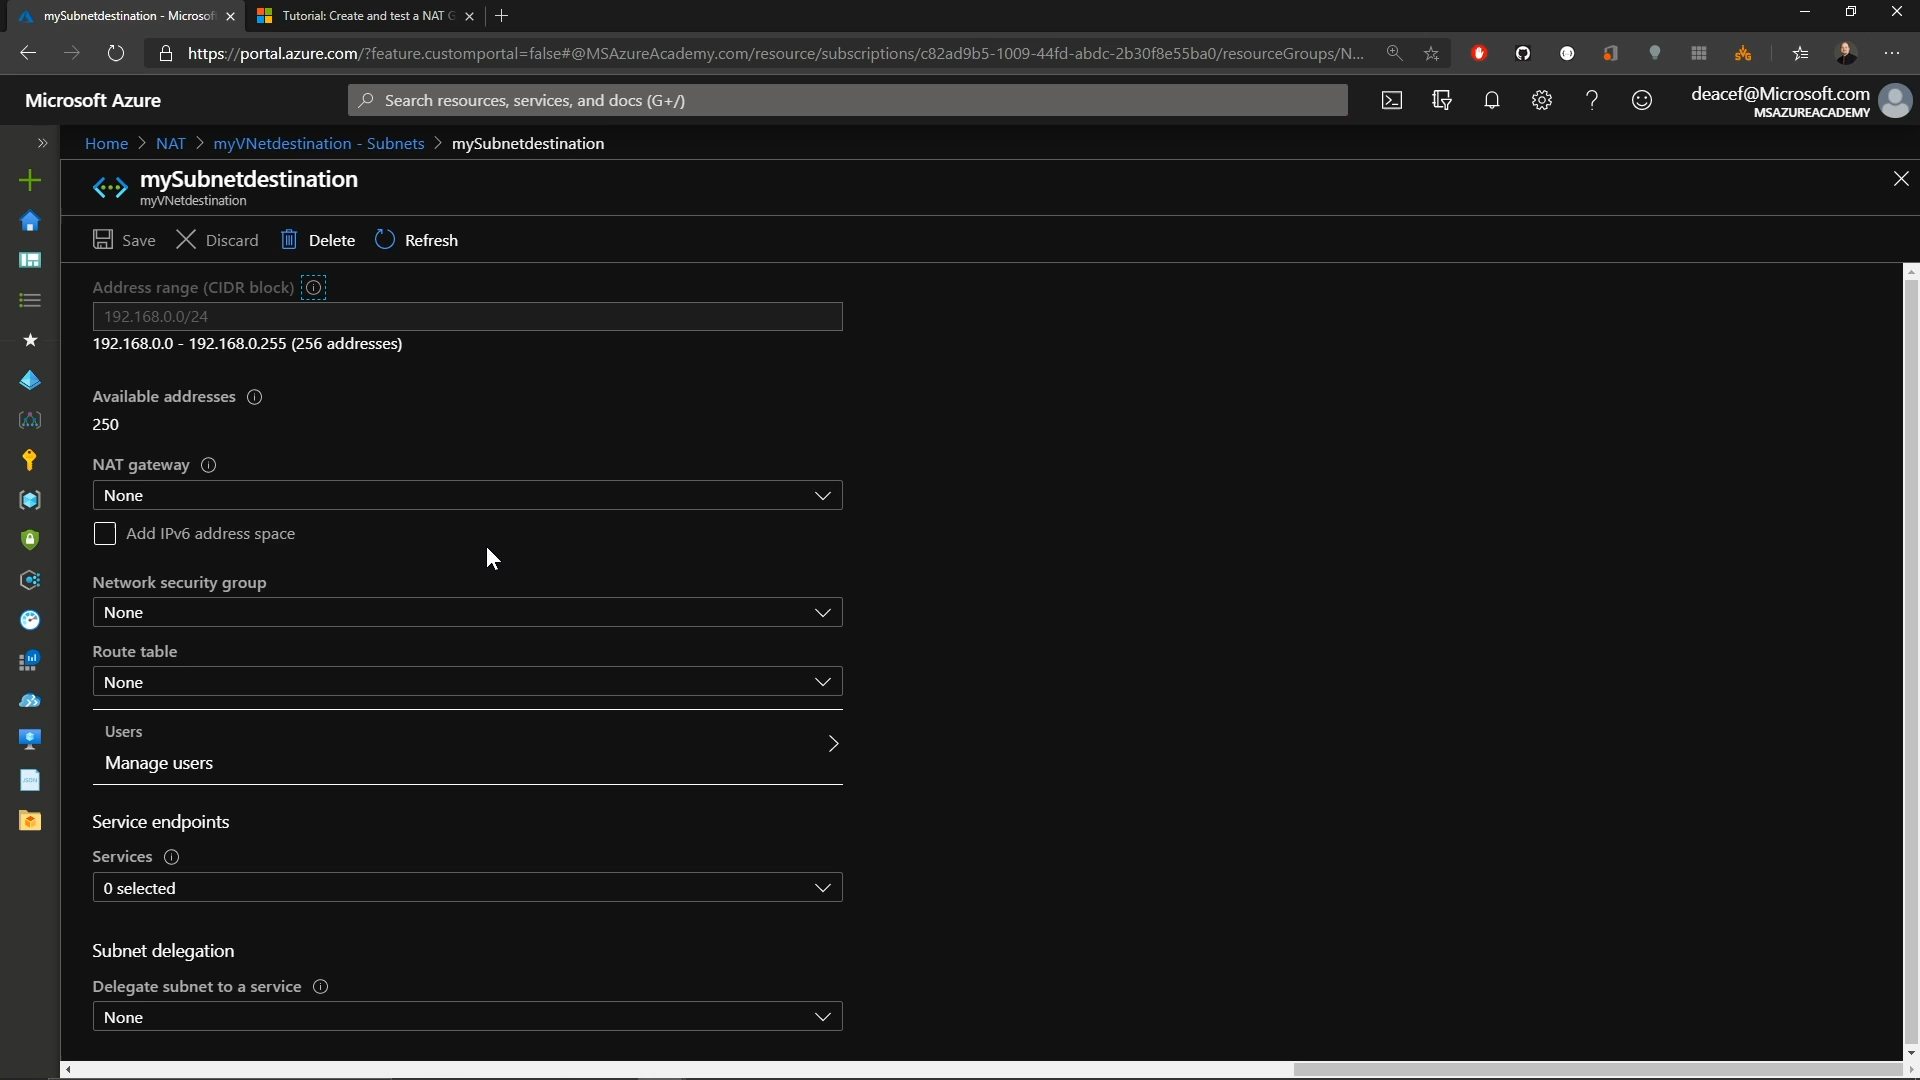 mySubnetdestination - Microsof
Tutorial: Create and test a NAT G
https://portal.azure.com/?feature.customportal=false#@MSAzureAcademy.com/resource/subscriptions/c82ad9b5-1009-44fd-abdc-2b30f8e55ba0/resourceGroups/N...
Microsoft Azure
Search resources, services, and docs (G+/)
deacef@Microsoft.com
MSAZUREACADEMY
Home > NAT > myVNetdestination - Subnets > mySubnetdestination
mySubnetdestination
myVNetdestination
Save
Discard
Delete
Refresh
Address range (CIDR block)
192.168.0.0/24
192.168.0.0 - 192.168.0.255 (256 addresses)
Available addresses
250
NAT gateway
None
Add IPv6 address space
Network security group
None
Route table
None
Users
Manage users
Service endpoints
Services
0 selected
Subnet delegation
Delegate subnet to a service
None